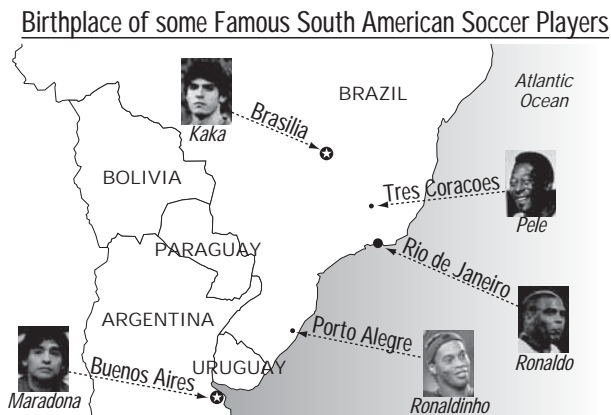 Birthplace of some Famous South American Soccer Players
BRAZIL
Atlantic
Ocean
Kaka
Brasilia
BOLIVIA
Tres Coracoes
Pele
PARAGUAY
Rio de Janeiro
ARGENTINA
Porto Alegre
Ronaldo
Buenos Aires
URUGUAY
Maradona
Ronaldinho